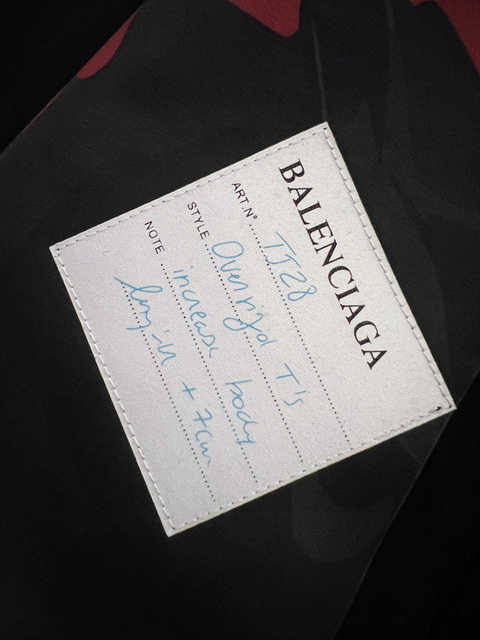 BALENCIAGA
ART.N° TJ28
STYLE Oversized T's
NOTE increase body
length + 7cm